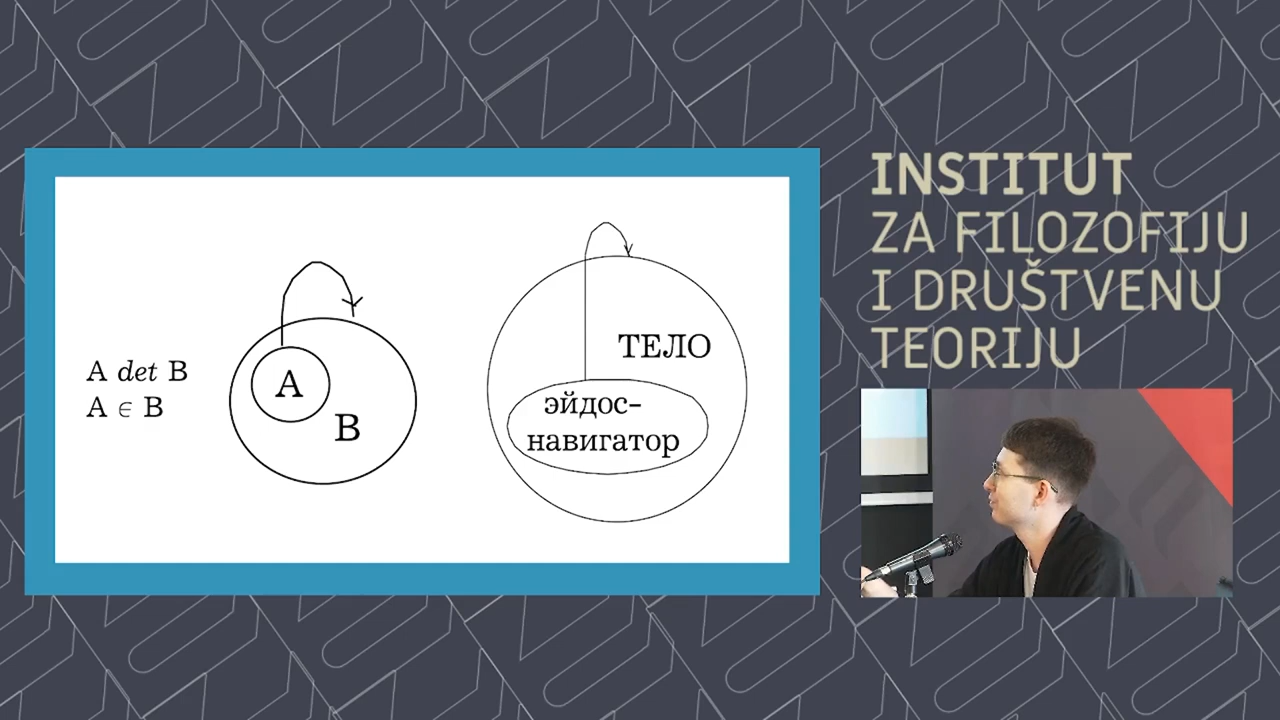 A det B
A ∈ B
A
B
ТЕЛО
эйдос-
навигатор
INSTITUT
ZA FILOZOFIJU
I DRUŠTVENU
TEORIJU